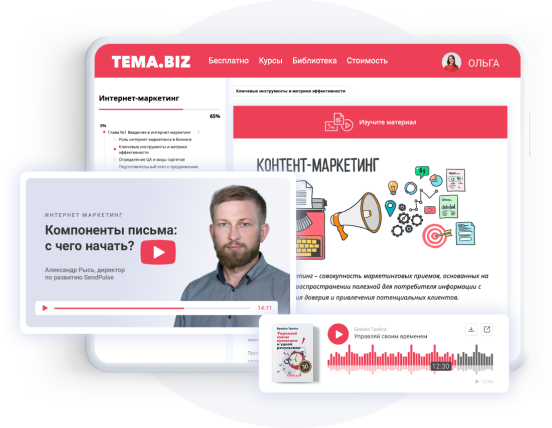 TEMA.BIZ
Бесплатно Курсы Библиотека Стоимость
ОЛЬГА
Интернет-маркетинг
65%
0%
Глава №1 Введение в интернет-маркетинг
Роль интернет маркетинга в бизнесе
Ключевые инструменты и метрики
эффективности
Определение ЦА и виды таргетов
Подготовительный этап к продвижению
Ключевые инструменты и метрики эффективности
Изучите материал
КОНТЕНТ-МАРКЕТИНГ
тинг – совокупность маркетинговых приемов, основанных на
распространении полезной для потребителя информации с
доверия и привлечения потенциальных клиентов.
ИНТЕРНЕТ МАРКЕТИНГ
Компоненты письма:
с чего начать?
Александр Рысь, директор
по развитию SendPulse
14:11
Брайан Трейси
Управляй своим временем
12:30